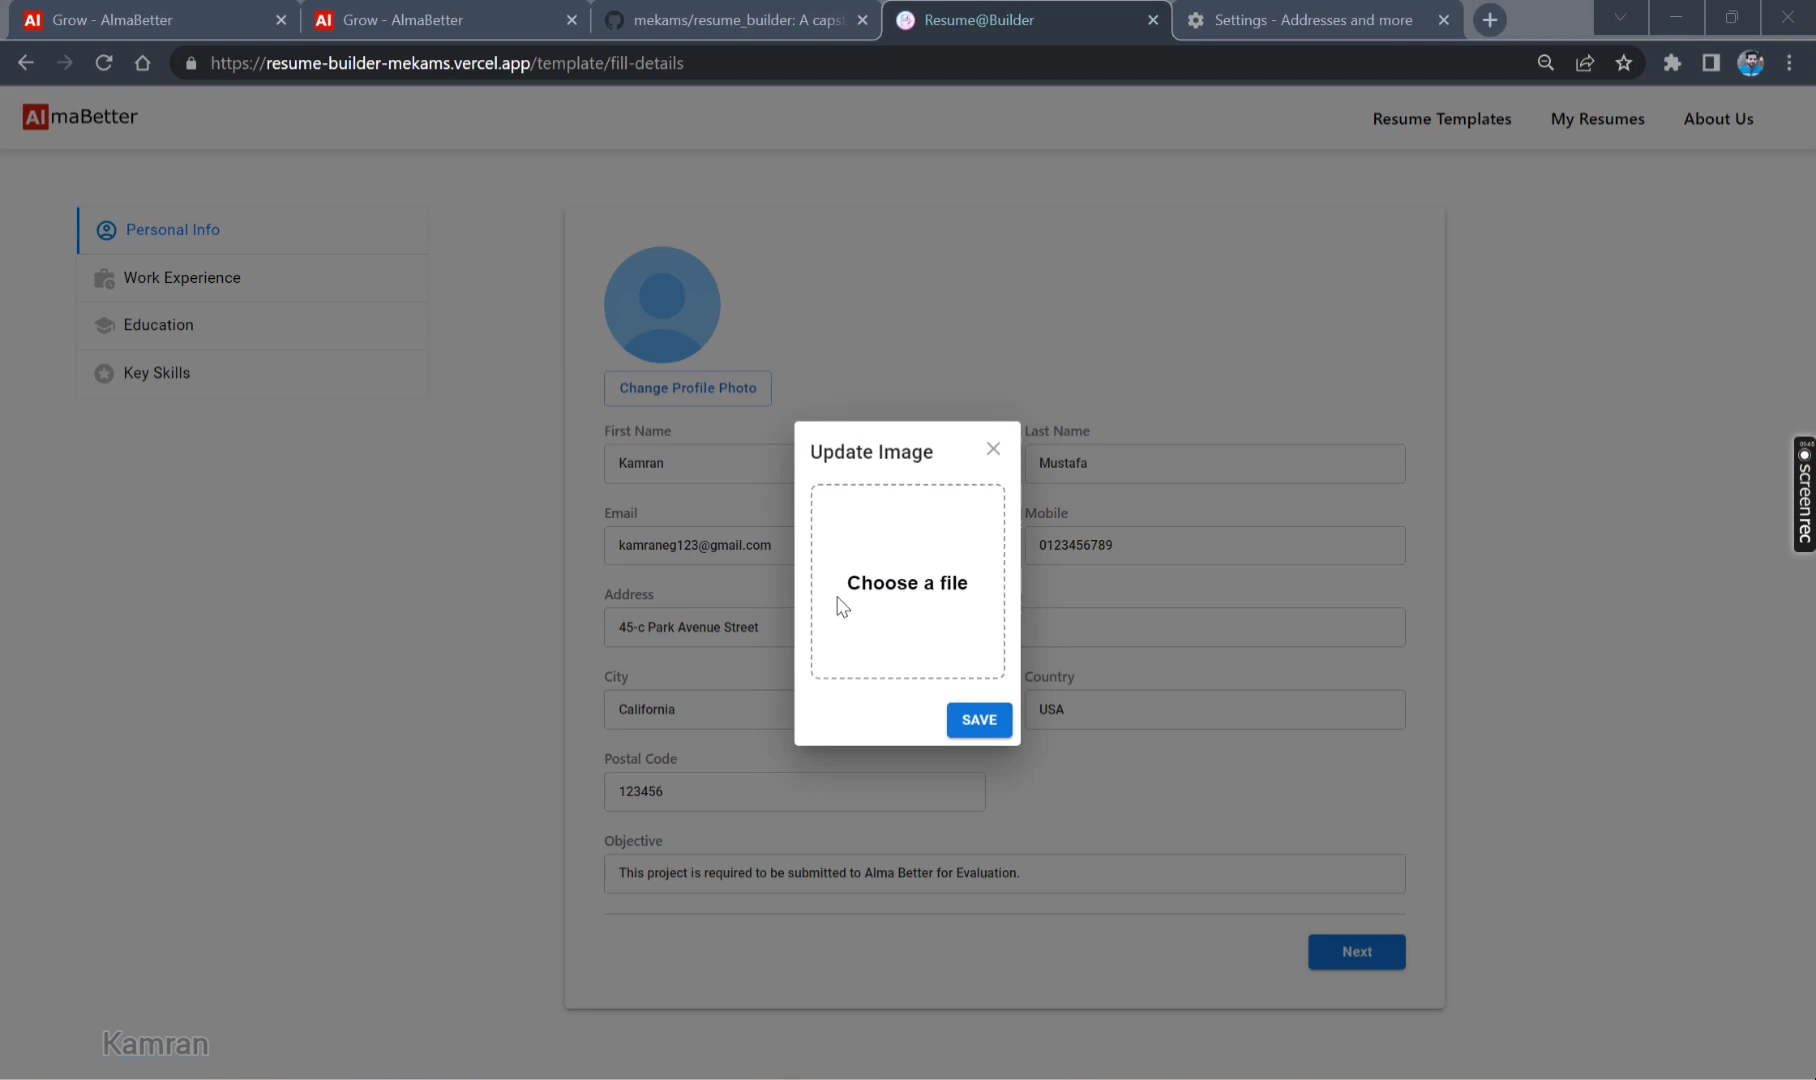 Grow - AlmaBetter
Grow - AlmaBetter
mekams/resume_builder: A caps
Resume@Builder
Settings - Addresses and more
https://resume-builder-mekams.vercel.app/template/fill-details
AlmaBetter
Resume Templates
My Resumes
About Us
Personal Info
Work Experience
Education
Key Skills
Change Profile Photo
First Name
Kamran
Last Name
Mustafa
Email
kamraneg123@gmail.com
Mobile
0123456789
Address
45-c Park Avenue Street
City
California
Country
USA
Postal Code
123456
Objective
This project is required to be submitted to Alma Better for Evaluation.
Next
Update Image
Choose a file
SAVE
screenrec
Kamran